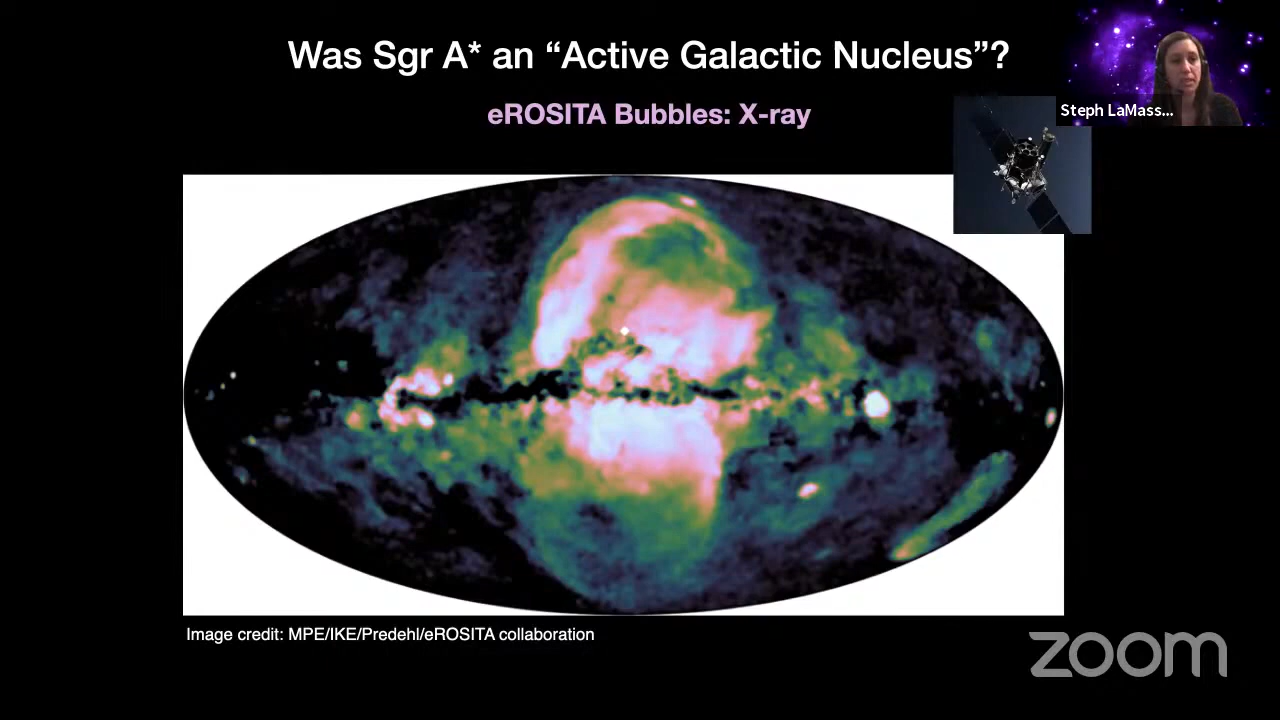 Was Sgr A* an “Active Galactic Nucleus”?
eROSITA Bubbles: X-ray
Steph LaMass...
Image credit: MPE/IKE/Predehl/eROSITA collaboration
zoom